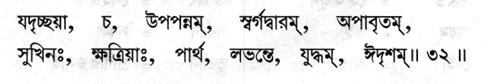 যদৃচ্ছয়া, চ, উপপন্নম্, স্বর্গদ্বারম্, অপাবৃতম্,
সুখিনঃ, ক্ষত্রিয়াঃ, পার্থ, লভন্তে, যুদ্ধম্, ঈদৃশম্॥ ৩২ ॥